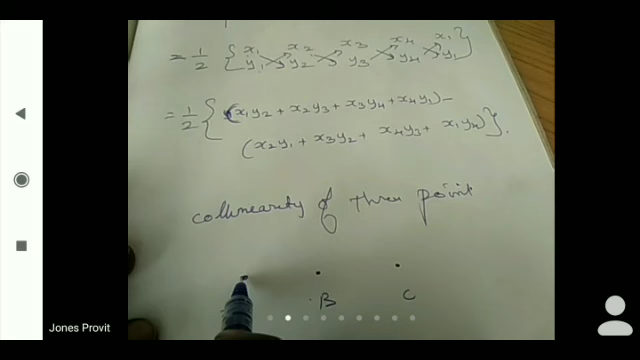 = 1/2 { x1 x2 x3 x4 x1
y1 y2 y3 y4 y1 }
= 1/2 { (x1y2 + x2y3 + x3y4 + x4y1) -
(x2y1 + x3y2 + x4y3 + x1y4) }.
collinearity of three point
B C
Jones Provit